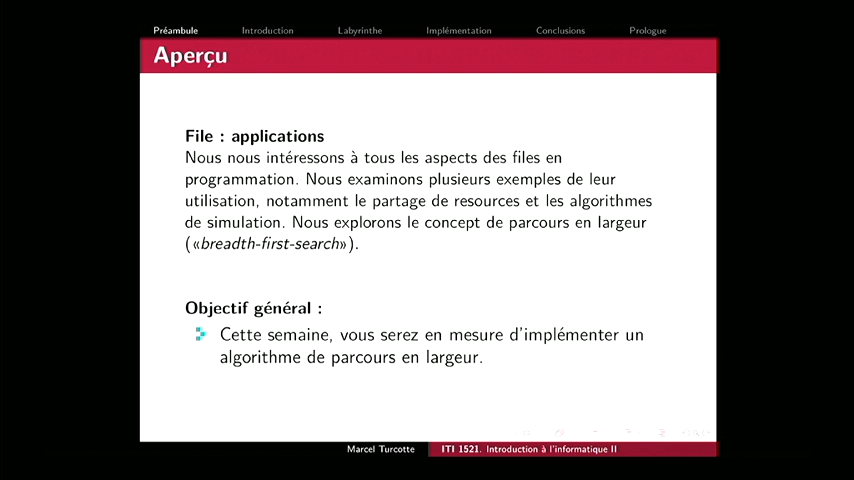 Préambule Introduction Labyrinthe Implémentation Conclusions Prologue
Aperçu
File : applications
Nous nous intéressons à tous les aspects des files en
programmation. Nous examinons plusieurs exemples de leur
utilisation, notamment le partage de resources et les algorithmes
de simulation. Nous explorons le concept de parcours en largeur
(«breadth-first-search»).
Objectif général :
Cette semaine, vous serez en mesure d'implémenter un
algorithme de parcours en largeur.
Marcel Turcotte ITI 1521. Introduction à l'informatique II